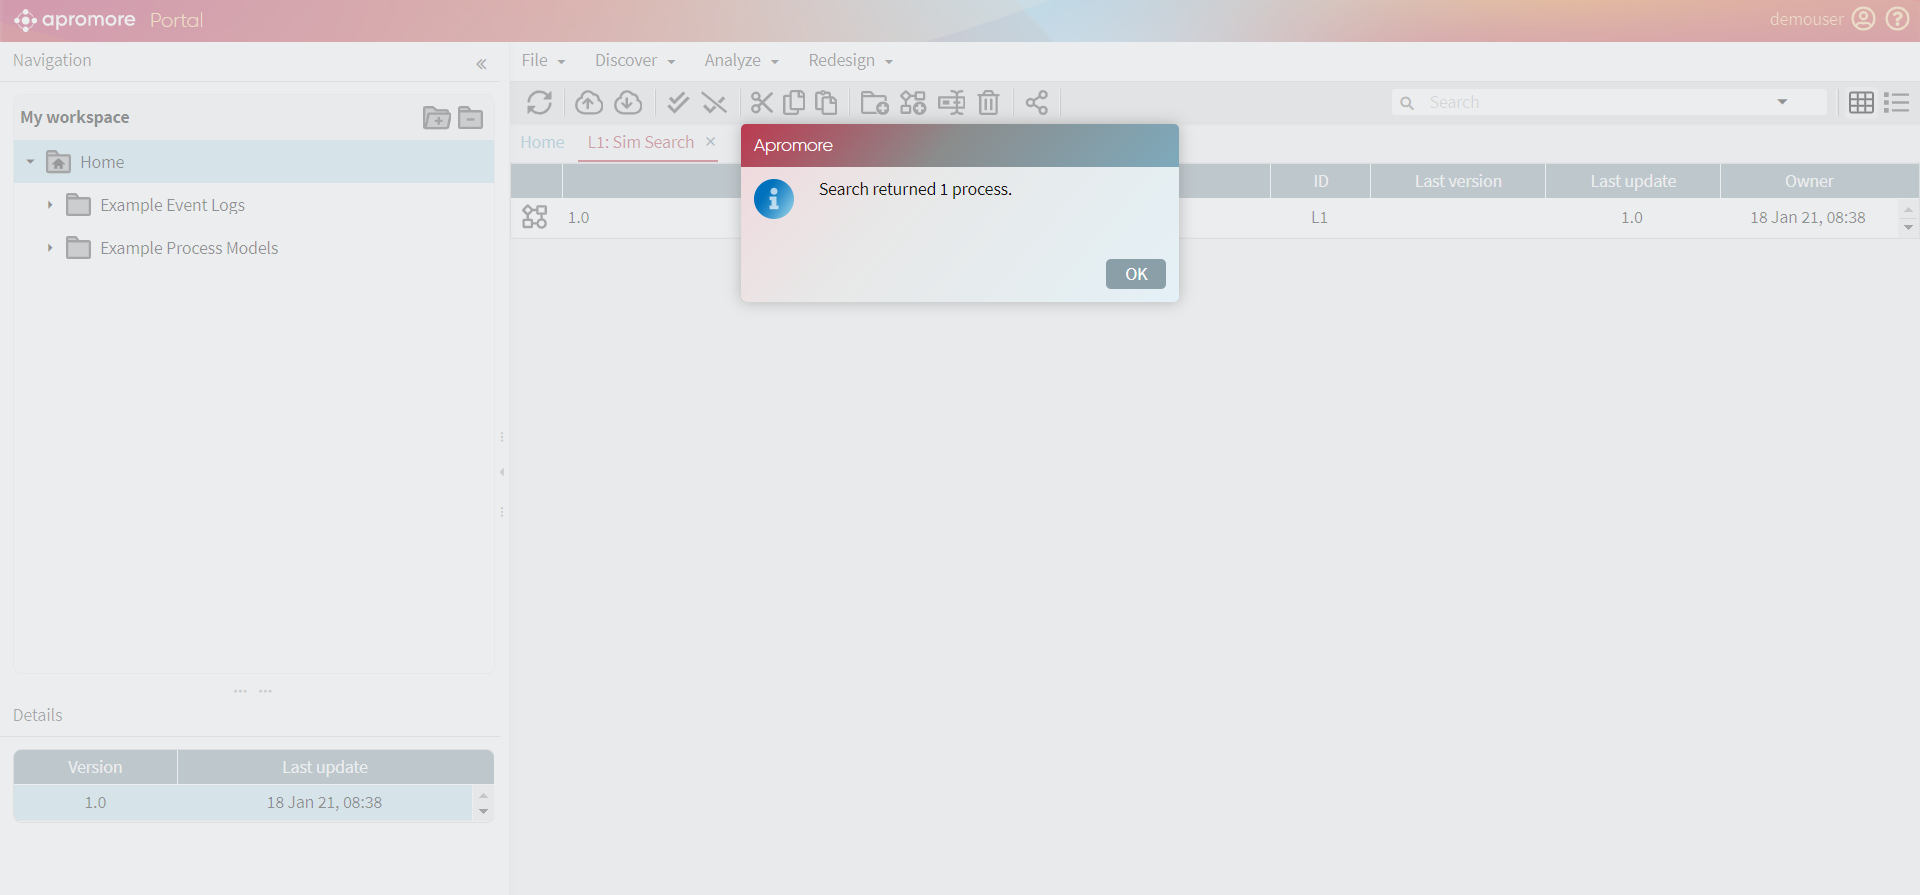 apromore Portal
demouser
Navigation
File
Discover
Analyze
Redesign
Search
My workspace
Home
Example Event Logs
Example Process Models
Home
L1: Sim Search
Apromore
Search returned 1 process.
OK
ID
Last version
Last update
Owner
1.0
L1
1.0
18 Jan 21, 08:38
Details
Version
Last update
1.0
18 Jan 21, 08:38